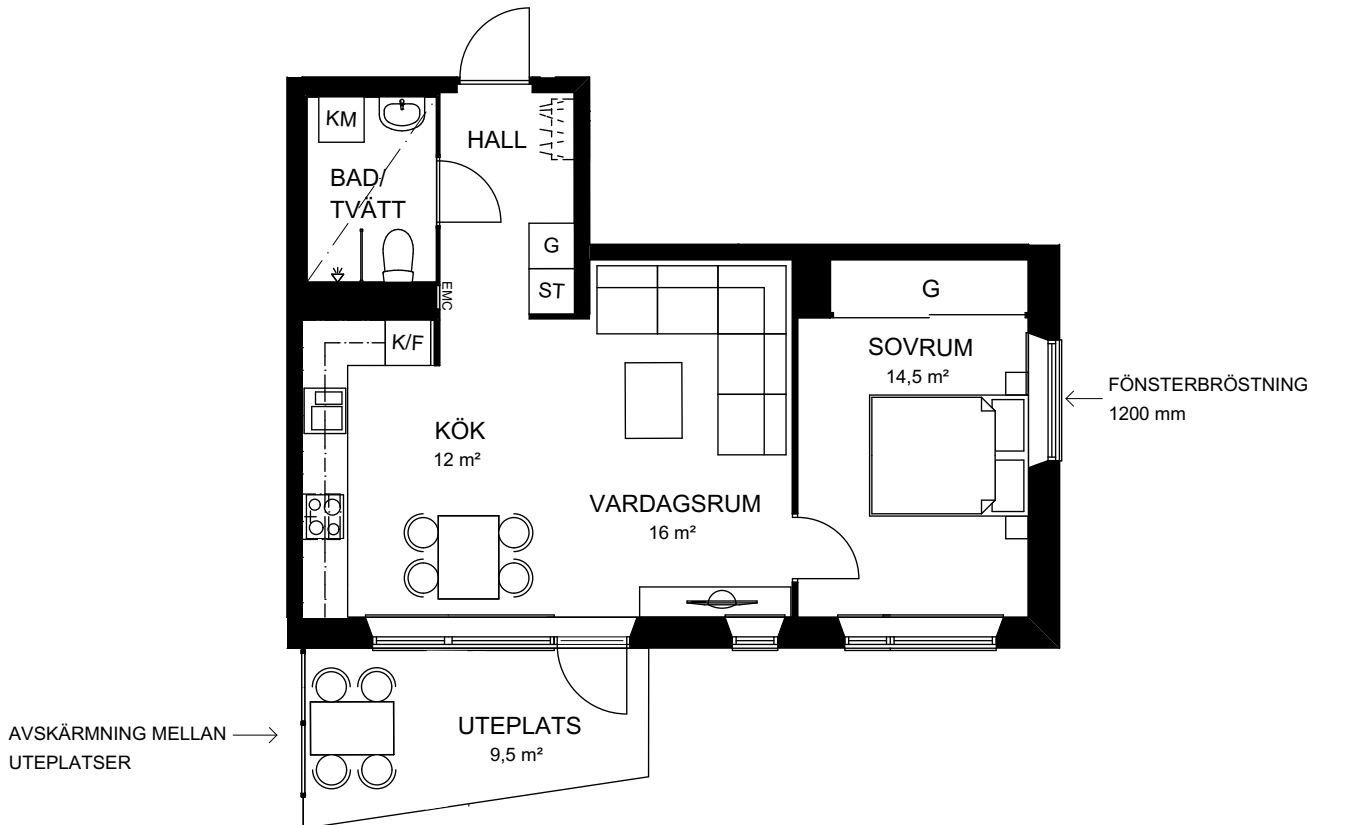 KM
HALL
BAD/
TVÄTT
G
ST
EMC
G
K/F
SOVRUM
14,5 m²
FÖNSTERBRÖSTNING
1200 mm
KÖK
12 m²
VARDAGSRUM
16 m²
UTEPLATS
9,5 m²
AVSKÄRMNING MELLAN
UTEPLATSER